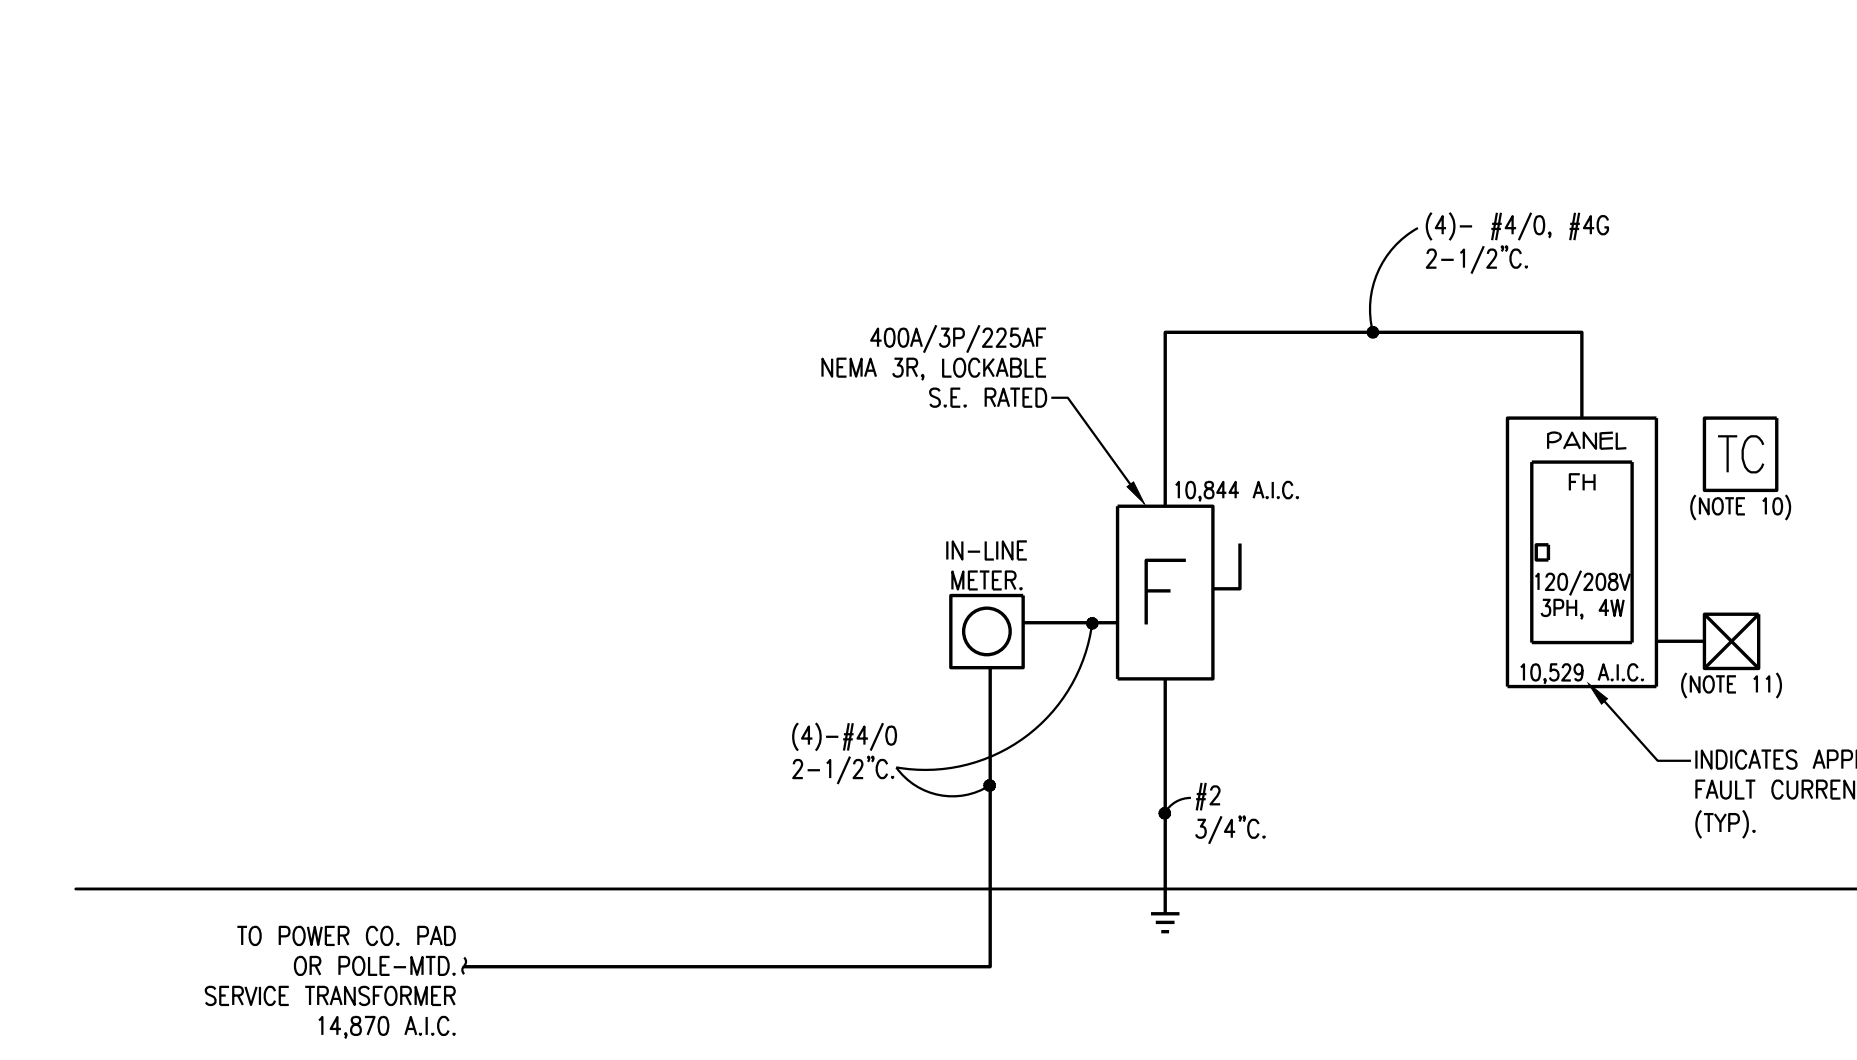 (4)- #4/0, #4G
2-1/2"C.
400A/3P/225AF
NEMA 3R, LOCKABLE
S.E. RATED
10,844 A.I.C.
F
IN-LINE
METER.
PANEL
FH
120/208V
3PH, 4W
10,529 A.I.C.
TC
(NOTE 10)
(NOTE 11)
(4)-#4/0
2-1/2"C.
#2
3/4"C.
INDICATES
FAULT
(TYP).
TO POWER CO. PAD
OR POLE-MTD.
SERVICE TRANSFORMER
14,870 A.I.C.